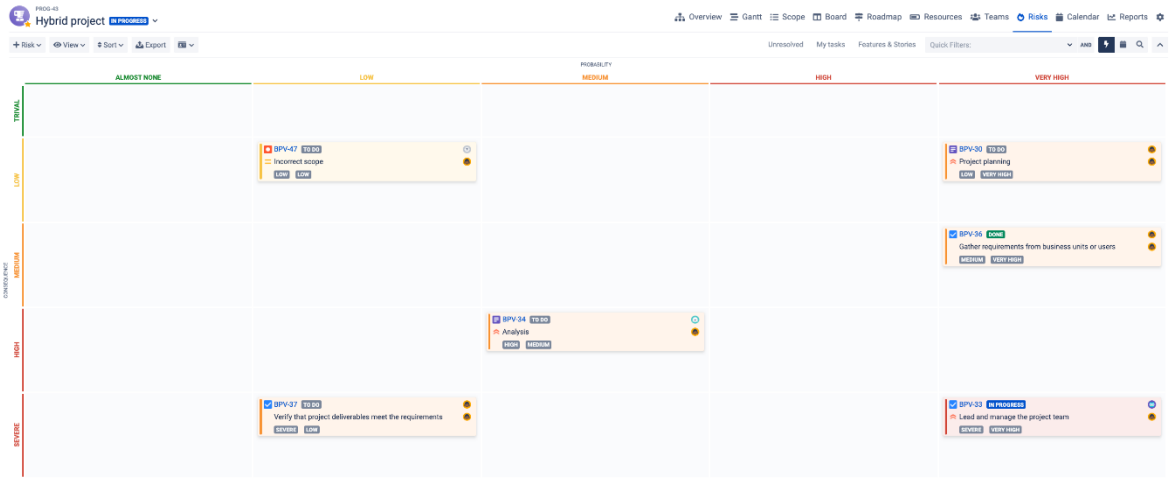 PROG-43
Hybrid project IN PROGRESS
Overview Gantt Scope Board Roadmap Resources Teams Risks Calendar Reports
+ Risk View Sort Export
Unresolved My tasks Features & Stories Quick Filters: AND
PROBABILITY
ALMOST NONE LOW MEDIUM HIGH VERY HIGH
CONSEQUENCE
TRIVAL
LOW
BPV-47 TO DO
Incorrect scope
LOW LOW
BPV-30 TO DO
Project planning
LOW VERY HIGH
MEDIUM
BPV-36 DONE
Gather requirements from business units or users
MEDIUM VERY HIGH
HIGH
BPV-34 TO DO
Analysis
HIGH MEDIUM
SEVERE
BPV-37 TO DO
Verify that project deliverables meet the requirements
SEVERE LOW
BPV-33 IN PROGRESS
Lead and manage the project team
SEVERE VERY HIGH